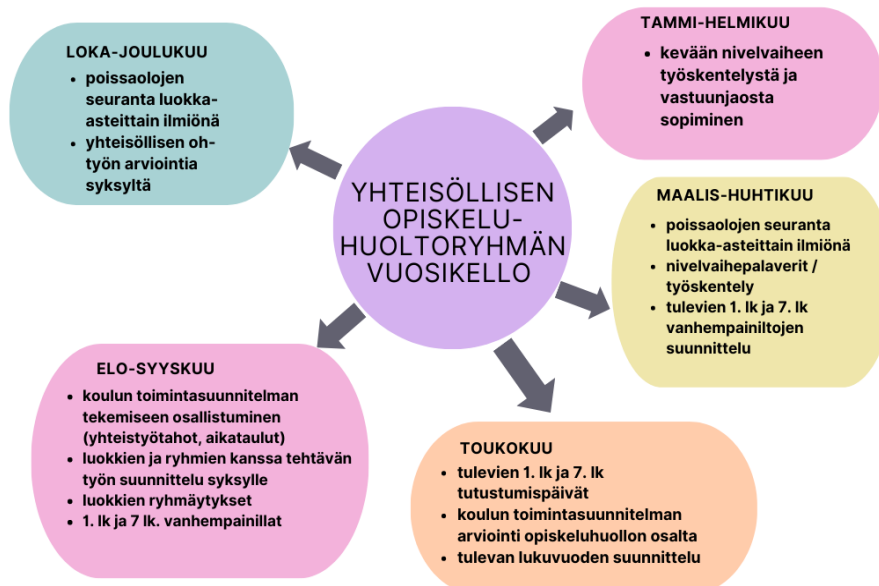 YHTEISÖLLISEN
OPISKELU-
HUOLTORYHMÄN
VUOSIKELLO
TAMMI-HELMIKUU
• kevään nivelvaiheen
työskentelystä ja
vastuunjaosta
sopiminen
MAALIS-HUHTIKUU
• poissaolojen seuranta
luokka-asteittain ilmiönä
• nivelvaihepalaverit /
työskentely
• tulevien 1. lk ja 7. lk
vanhempainiltojen
suunnittelu
TOUKOKUU
• tulevien 1. lk ja 7. lk
tutustumispäivät
• koulun toimintasuunnitelman
arviointi opiskeluhuollon osalta
• tulevan lukuvuoden suunnittelu
ELO-SYYSKUU
• koulun toimintasuunnitelman
tekemiseen osallistuminen
(yhteistyötahot, aikataulut)
• luokkien ja ryhmien kanssa tehtävän
työn suunnittelu syksylle
• luokkien ryhmäytykset
• 1. lk ja 7 lk. vanhempainillat
LOKA-JOULUKUU
• poissaolojen
seuranta luokka-
asteittain ilmiönä
• yhteisöllisen oh-
työn arviointia
syksyltä